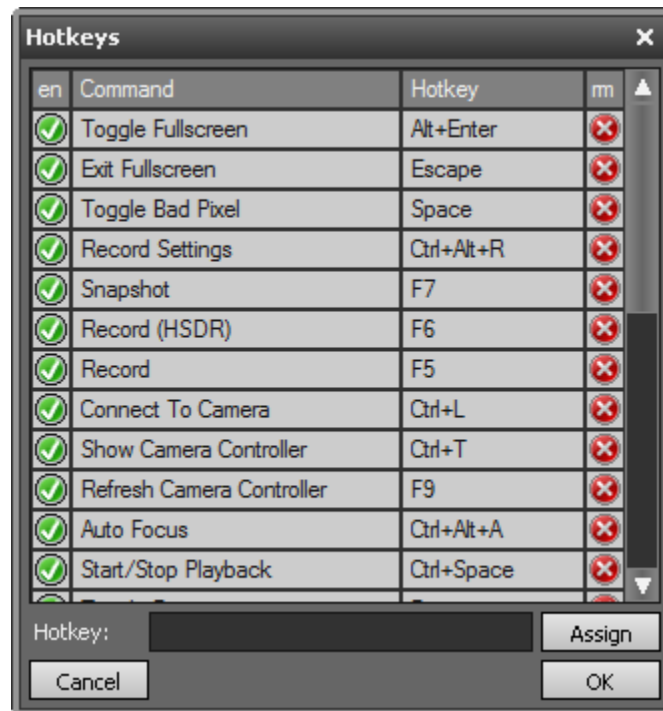 Hotkeys
en Command Hotkey rm
Toggle Fullscreen Alt+Enter
Exit Fullscreen Escape
Toggle Bad Pixel Space
Record Settings Ctrl+Alt+R
Snapshot F7
Record (HSDR) F6
Record F5
Connect To Camera Ctrl+L
Show Camera Controller Ctrl+T
Refresh Camera Controller F9
Auto Focus Ctrl+Alt+A
Start/Stop Playback Ctrl+Space
Hotkey: Assign
Cancel OK